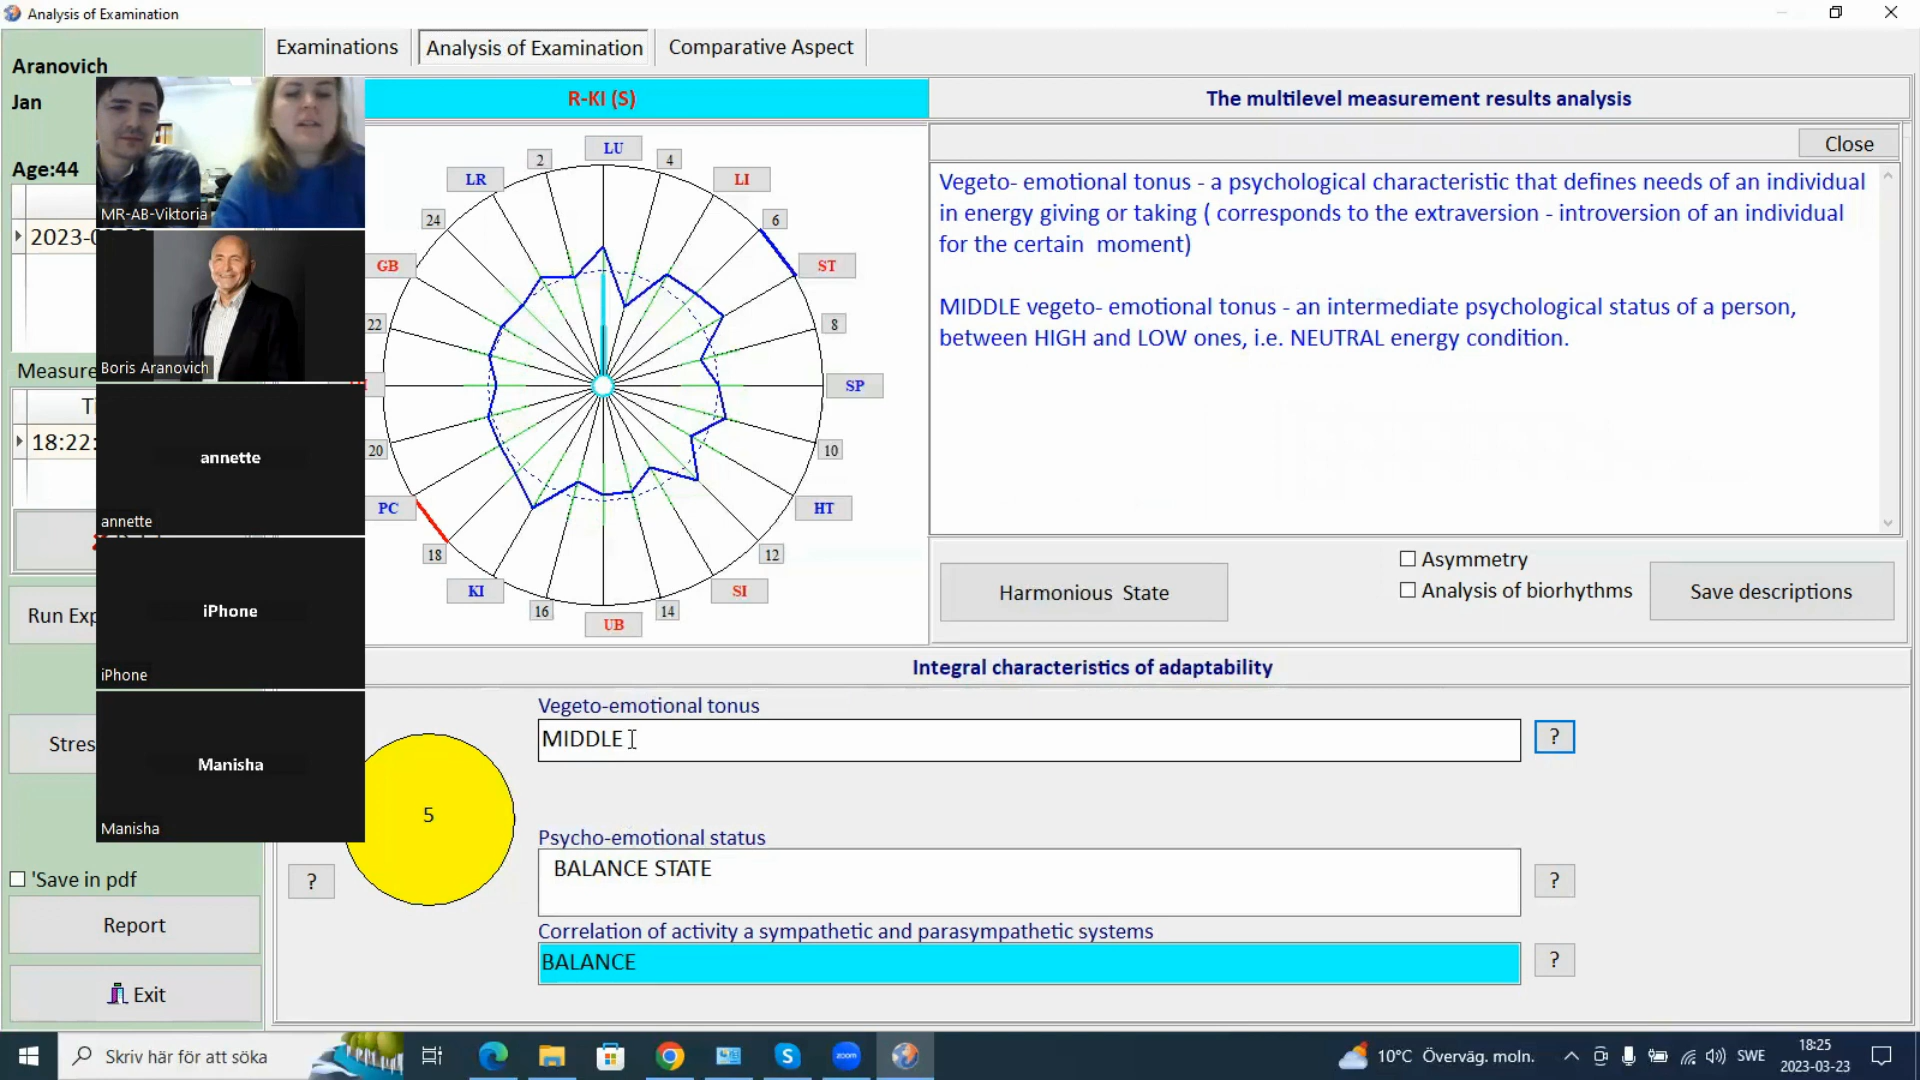 Analysis of Examination
Examinations
Analysis of Examination
Comparative Aspect
Aranovich
Jan
Age:44
Measure
18:22:
Run Exp
Stres
'Save in pdf
Report
Exit
MR-AB-Viktoria
Boris Aranovich
annette
annette
iPhone
iPhone
Manisha
Manisha
R-KI (S)
LU
2
4
LR
LI
24
6
GB
ST
22
8
SP
20
10
PC
HT
18
12
KI
SI
16
14
UB
The multilevel measurement results analysis
Close
Vegeto- emotional tonus - a psychological characteristic that defines needs of an individual
in energy giving or taking ( corresponds to the extraversion - introversion of an individual
for the certain moment)
MIDDLE vegeto- emotional tonus - an intermediate psychological status of a person,
between HIGH and LOW ones, i.e. NEUTRAL energy condition.
Harmonious State
Asymmetry
Analysis of biorhythms
Save descriptions
Integral characteristics of adaptability
Vegeto-emotional tonus
MIDDLE
?
5
Psycho-emotional status
BALANCE STATE
?
?
Correlation of activity a sympathetic and parasympathetic systems
BALANCE
?
Skriv här för att söka
zoom
10°C Överväg. moln.
SWE
18:25
2023-03-23